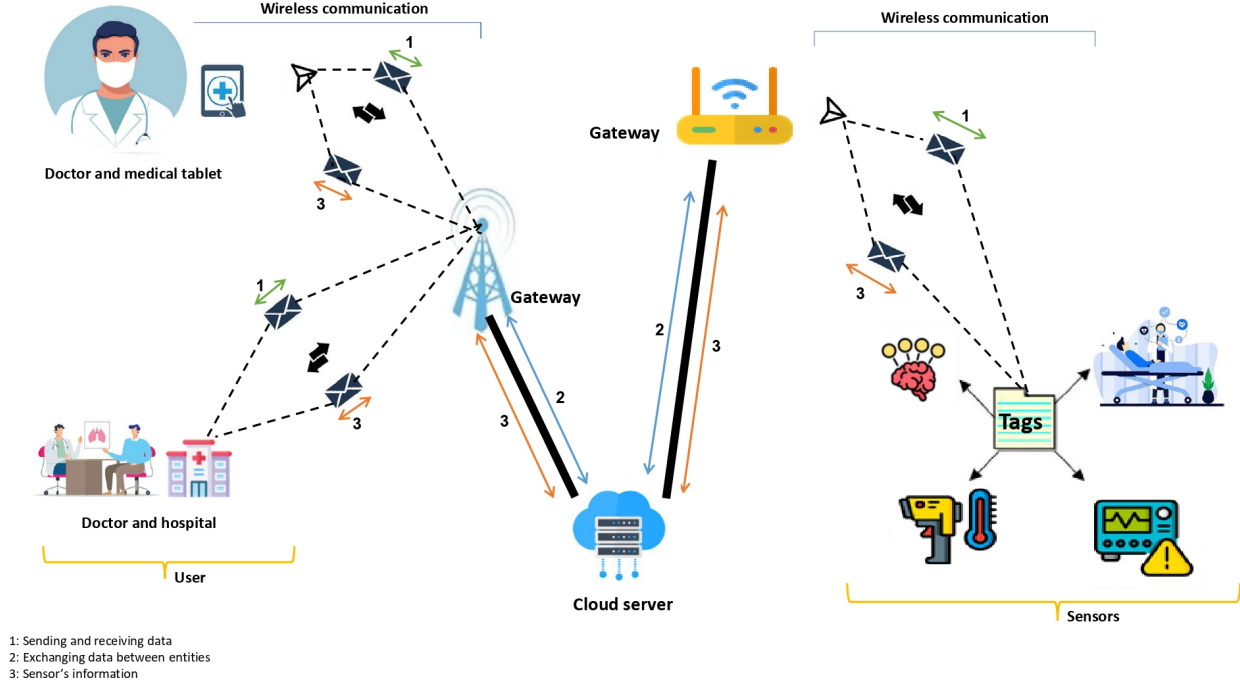 Wireless communication
Wireless communication
1
Gateway
1
Doctor and medical tablet
3
1
3
Gateway
2
3
2
3
3
Tags
Doctor and hospital
User
Cloud server
Sensors
1: Sending and receiving data
2: Exchanging data between entities
3: Sensor's information